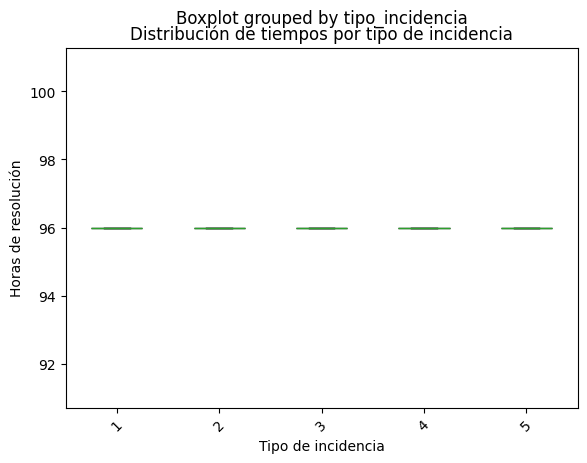 Boxplot grouped by tipo_incidencia
Distribución de tiempos por tipo de incidencia
Horas de resolución
100
98
96
94
92
1 2 3 4 5
Tipo de incidencia